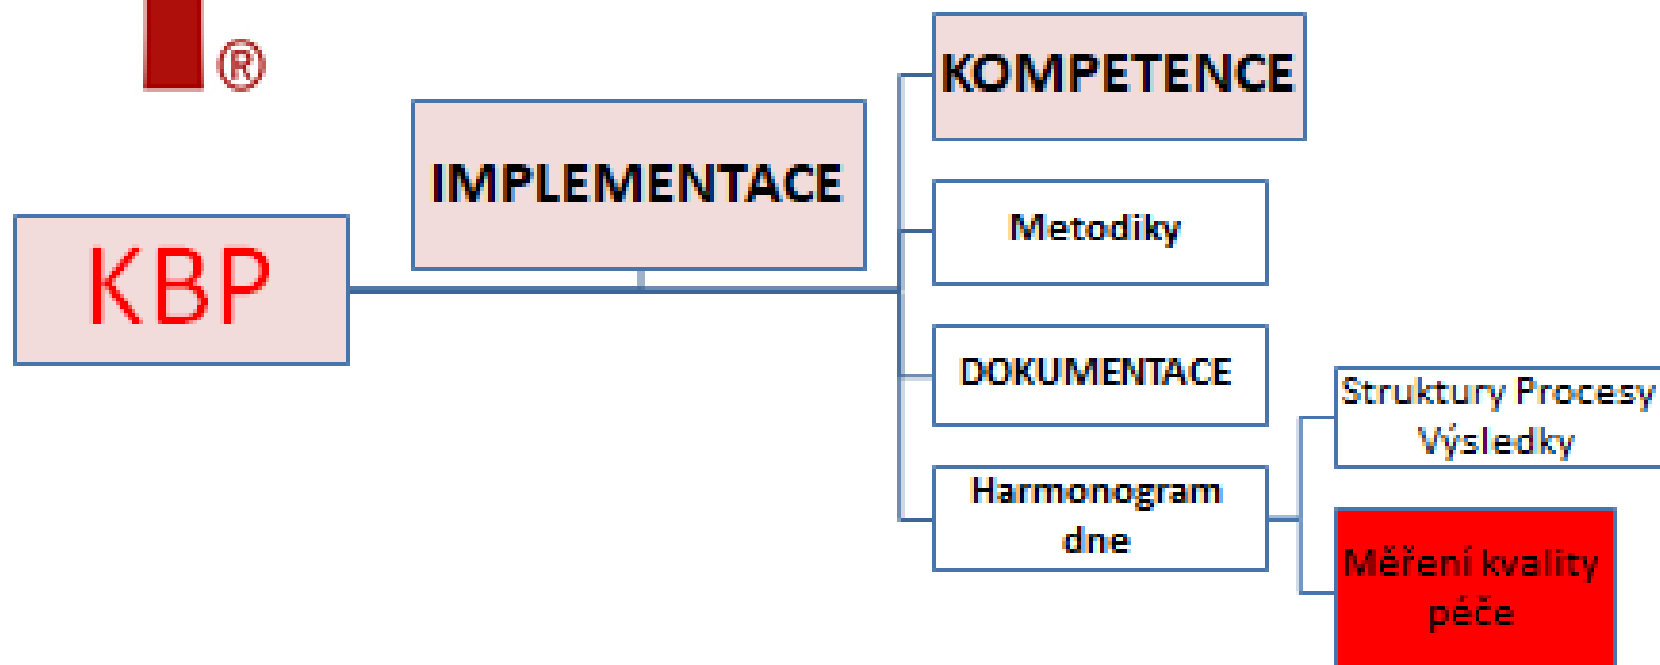 ®
KBP
IMPLEMENTACE
KOMPETENCE
Metodiky
DOKUMENTACE
Harmonogram
dne
Struktury Procesy
Výsledky
Měření kvality
péče